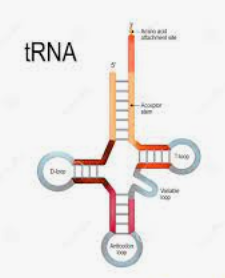 tRNA
3'
Amino acid
attachment site
5'
Acceptor
stem
T-loop
D-loop
Variable
loop
Anticodon
loop